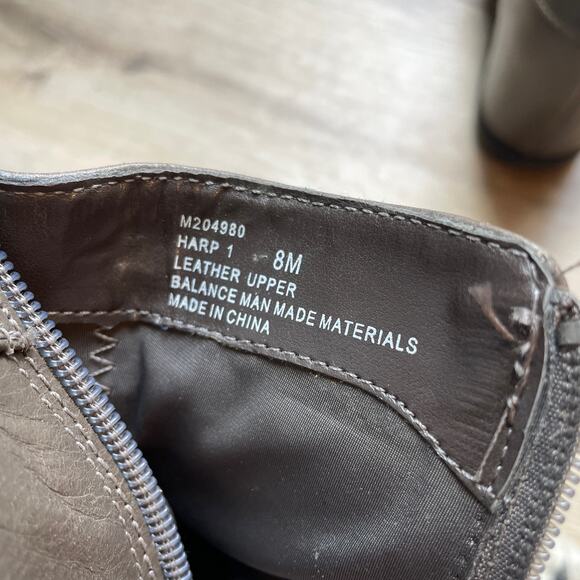 M204980
HARP 1 8M
LEATHER UPPER
BALANCE MAN MADE MATERIALS
MADE IN CHINA